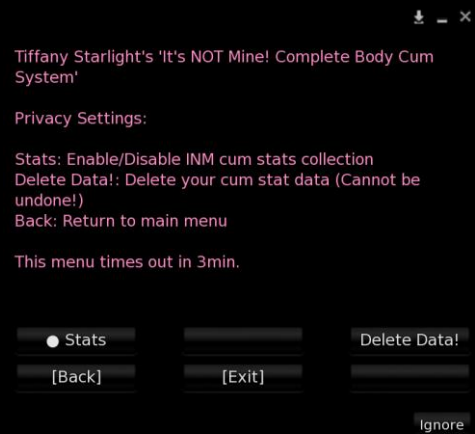 Tiffany Starlight's 'It's NOT Mine! Complete Body Cum
System'
Privacy Settings:
Stats: Enable/Disable INM cum stats collection
Delete Data!: Delete your cum stat data (Cannot be
undone!)
Back: Return to main menu
This menu times out in 3min.
● Stats
Delete Data!
[Back]
[Exit]
Ignore